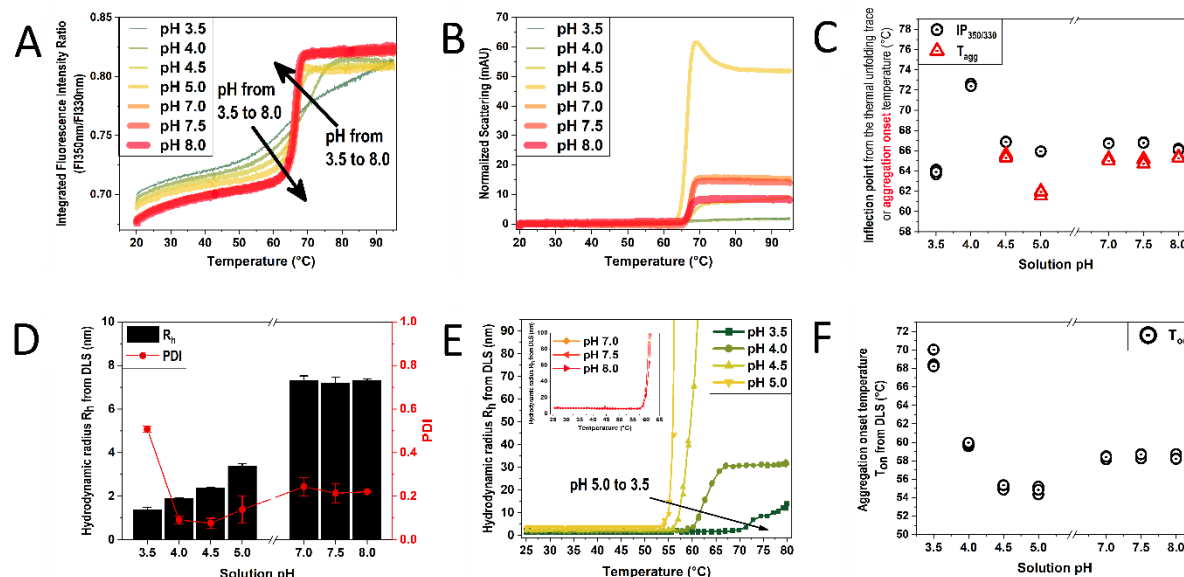 A
Integrated Fluorescence Intensity Ratio
(FI350nm/FI330nm)
0.85
0.80
0.75
0.70
pH 3.5
pH 4.0
pH 4.5
pH 5.0
pH 7.0
pH 7.5
pH 8.0
pH from
3.5 to 8.0
pH from
3.5 to 8.0
20 30 40 50 60 70 80 90
Temperature (°C)
B
Normalized Scattering (mAU)
70
60
50
40
30
20
10
0
pH 3.5
pH 4.0
pH 4.5
pH 5.0
pH 7.0
pH 7.5
pH 8.0
20 30 40 50 60 70 80 90
Temperature (°C)
C
Inflection point from the thermal unfolding trace
or aggregation onset temperature (°C)
78
76
74
72
70
68
66
64
62
60
58
IP350/330
Tagg
3.5 4.0 4.5 5.0 7.0 7.5 8.0
Solution pH
D
Hydrodynamic radius Rh from DLS (nm)
10
8
6
4
2
0
Rh
PDI
1.0
0.8
0.6
0.4
0.2
0.0
PDI
3.5 4.0 4.5 5.0 7.0 7.5 8.0
Solution pH
E
Hydrodynamic radius Rh from DLS (nm)
90
80
70
60
50
40
30
20
10
0
pH 7.0
pH 7.5
pH 8.0
Hydrodynamic radius Rh from DLS (nm)
Temperature (°C)
pH 3.5
pH 4.0
pH 4.5
pH 5.0
pH 5.0 to 3.5
25 30 35 40 45 50 55 60 65 70 75 80
Temperature (°C)
F
Aggregation onset temperature
Ton from DLS (°C)
72
70
68
66
64
62
60
58
56
54
52
50
3.5 4.0 4.5 5.0 7.0 7.5 8.0
Solution pH